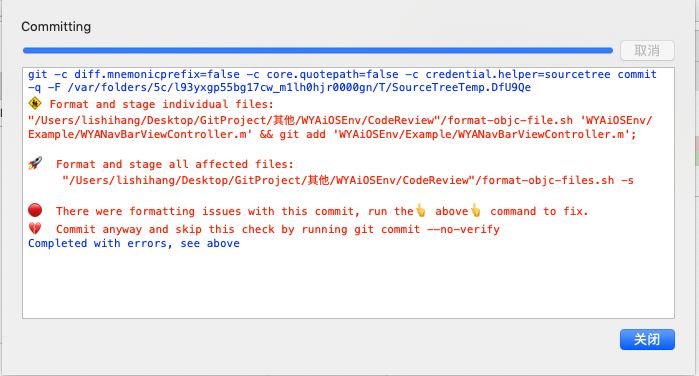 Committing
取消
git -c diff.mnemonicprefix=false -c core.quotepath=false -c credential.helper=sourcetree commit
-q -F /var/folders/5c/l93yxgp55bg17cw_m1lh0hjr0000gn/T/SourceTreeTemp.DfU9Qe
🚸 Format and stage individual files:
"/Users/lishihang/Desktop/GitProject/其他/WYAiOSEnv/CodeReview"/format-objc-file.sh 'WYAiOSEnv/
Example/WYANavBarViewController.m' && git add 'WYAiOSEnv/Example/WYANavBarViewController.m';
🚀 Format and stage all affected files:
"/Users/lishihang/Desktop/GitProject/其他/WYAiOSEnv/CodeReview"/format-objc-files.sh -s
🔴 There were formatting issues with this commit, run the👆 above👆 command to fix.
💔 Commit anyway and skip this check by running git commit --no-verify
Completed with errors, see above
关闭